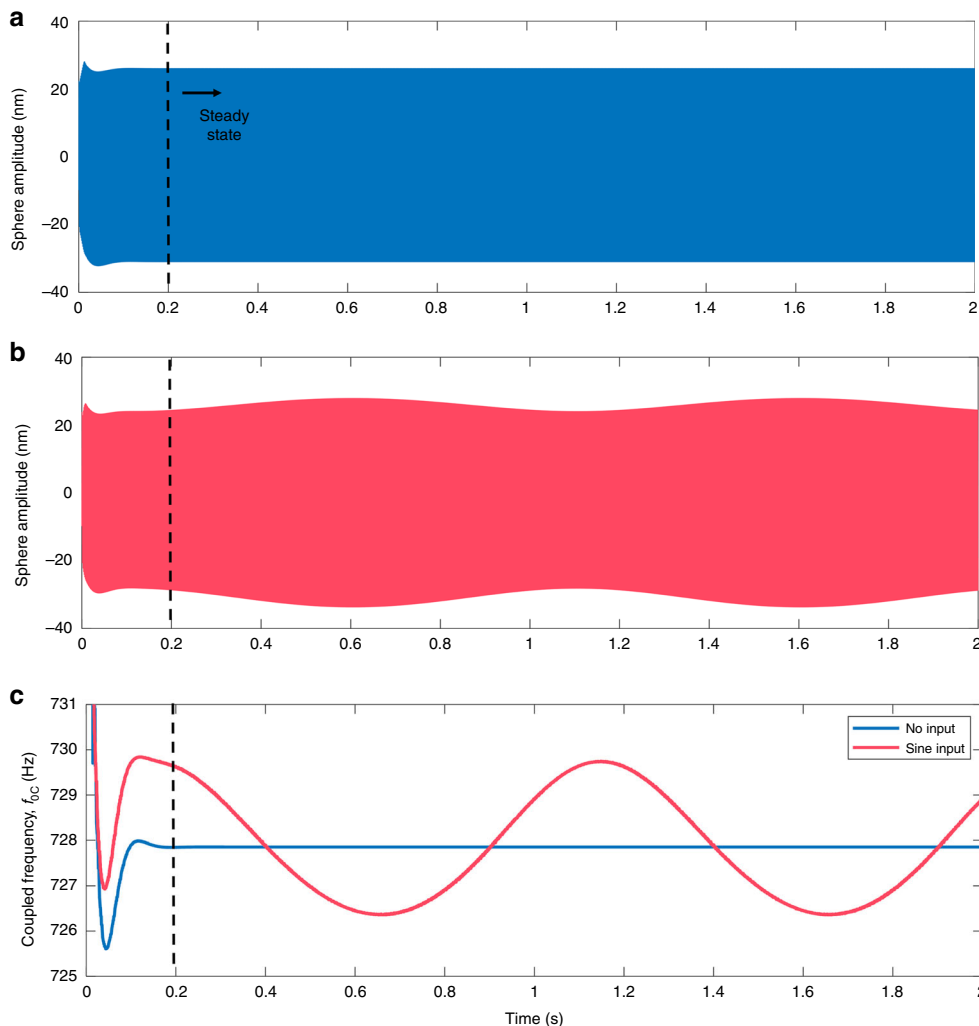 a
Sphere amplitude (nm)
40
20
0
–20
–40
Steady
state
0 0.2 0.4 0.6 0.8 1 1.2 1.4 1.6 1.8 2
b
Sphere amplitude (nm)
40
20
0
–20
–40
0 0.2 0.4 0.6 0.8 1 1.2 1.4 1.6 1.8 2
c
Coupled frequency, f0C (Hz)
731
730
729
728
727
726
725
No input
Sine input
0 0.2 0.4 0.6 0.8 1 1.2 1.4 1.6 1.8 2
Time (s)